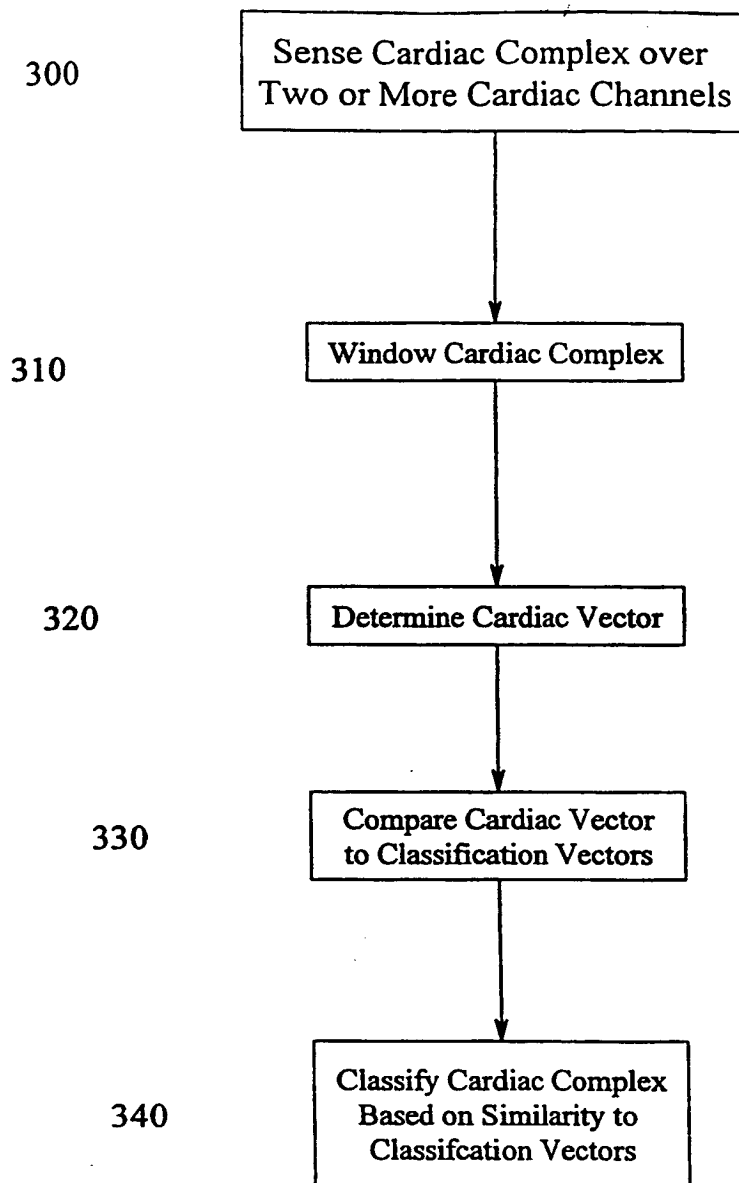 300
Sense Cardiac Complex over
Two or More Cardiac Channels
310
Window Cardiac Complex
320
Determine Cardiac Vector
330
Compare Cardiac Vector
to Classification Vectors
340
Classify Cardiac Complex
Based on Similarity to
Classifcation Vectors